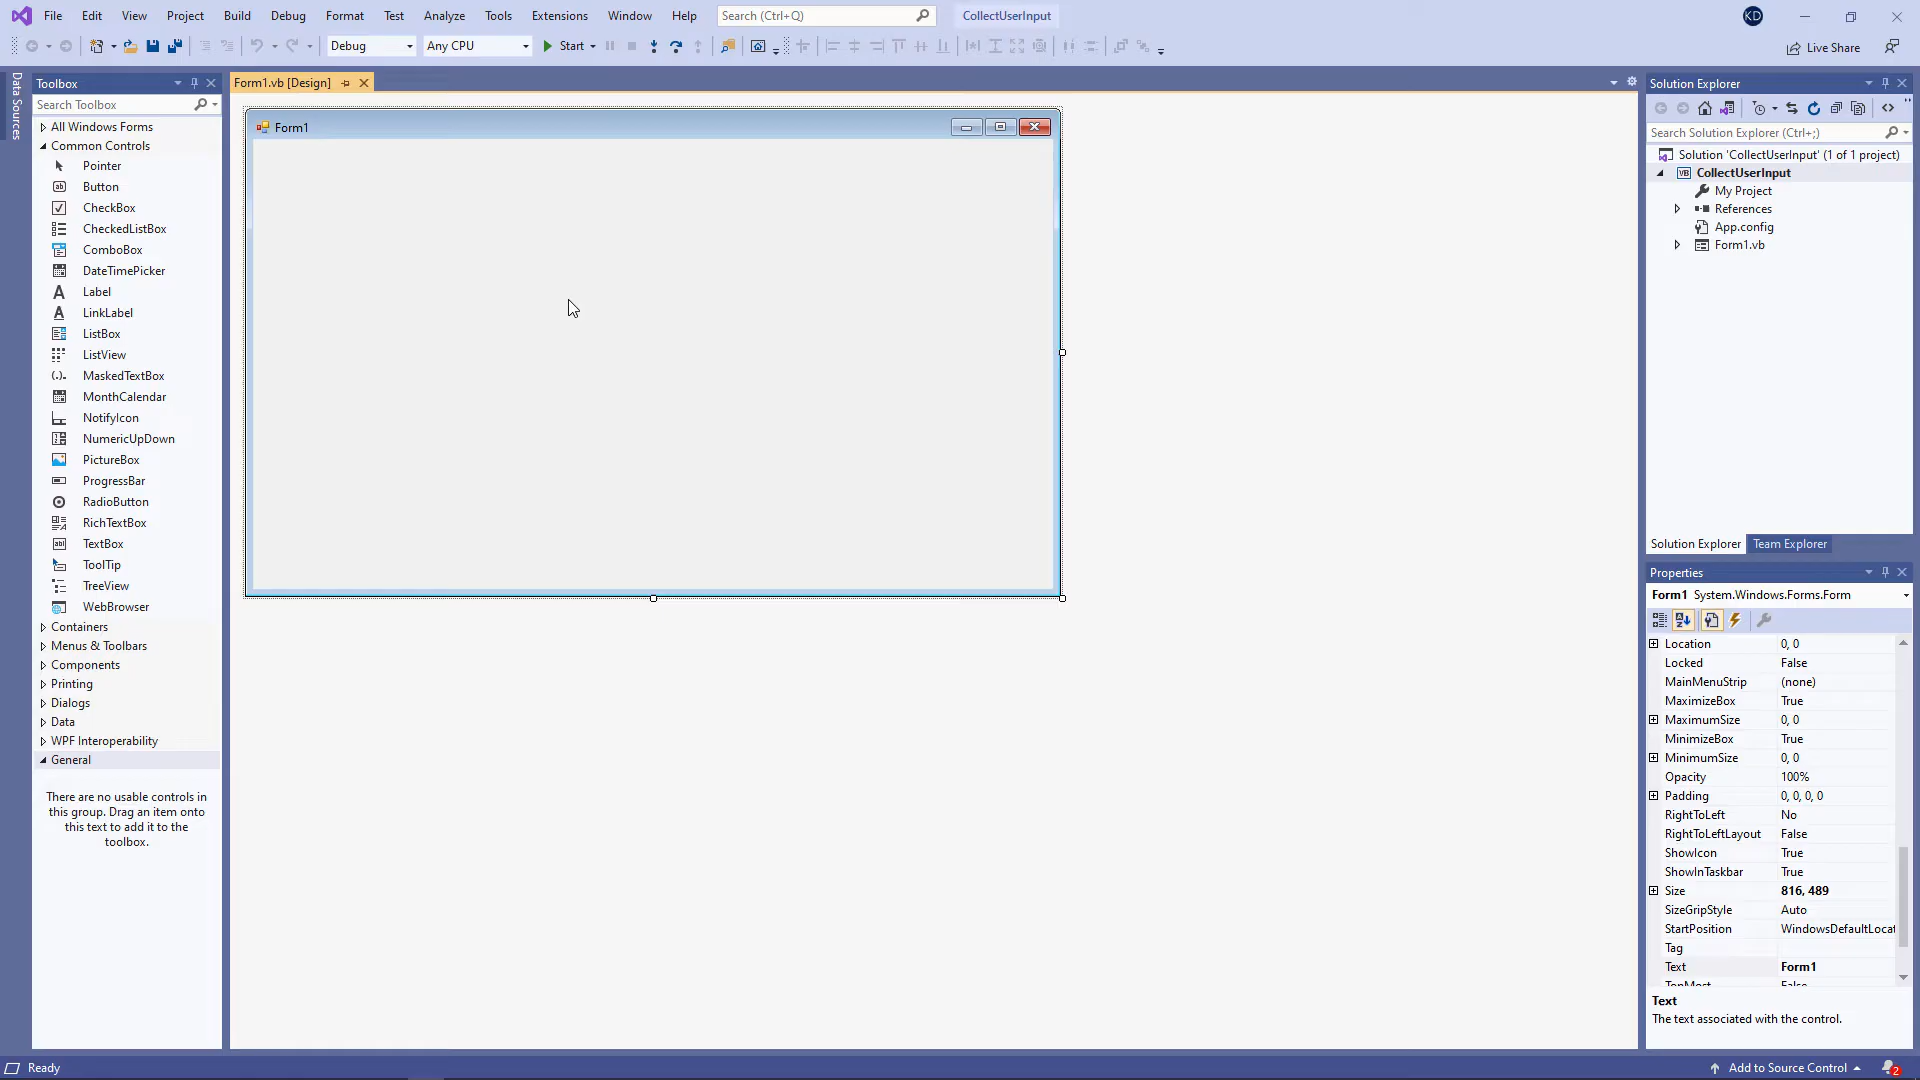 File Edit View Project Build Debug Format Test Analyze Tools Extensions Window Help Search (Ctrl+Q) CollectUserInput KD
Debug Any CPU Start Live Share
Data Sources
Toolbox
Search Toolbox
All Windows Forms
Common Controls
Pointer
Button
CheckBox
CheckedListBox
ComboBox
DateTimePicker
Label
LinkLabel
ListBox
ListView
MaskedTextBox
MonthCalendar
NotifyIcon
NumericUpDown
PictureBox
ProgressBar
RadioButton
RichTextBox
TextBox
ToolTip
TreeView
WebBrowser
Containers
Menus & Toolbars
Components
Printing
Dialogs
Data
WPF Interoperability
General
There are no usable controls in
this group. Drag an item onto
this text to add it to the
toolbox.
Form1.vb [Design]
Form1
Solution Explorer
Search Solution Explorer (Ctrl+;)
Solution 'CollectUserInput' (1 of 1 project)
VB CollectUserInput
My Project
References
App.config
Form1.vb
Solution Explorer Team Explorer
Properties
Form1 System.Windows.Forms.Form
Location 0, 0
Locked False
MainMenuStrip (none)
MaximizeBox True
MaximumSize 0, 0
MinimizeBox True
MinimumSize 0, 0
Opacity 100%
Padding 0, 0, 0, 0
RightToLeft No
RightToLeftLayout False
ShowIcon True
ShowInTaskbar True
Size 816, 489
SizeGripStyle Auto
StartPosition WindowsDefaultLocat
Tag
Text Form1
TopMost False
Text
The text associated with the control.
Ready Add to Source Control 2